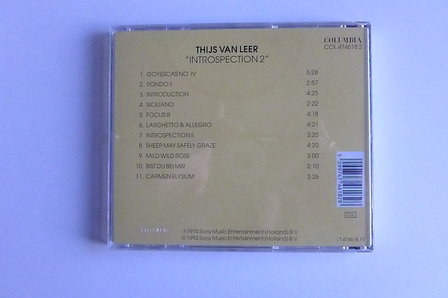 THIJS VAN LEER
"INTROSPECTION 2"
COLUMBIA
COL 474618 2
1. GOYESCAS NO. IV 5:28
2. RONDO II 2:57
3. INTRODUCTION 4:25
4. SICILIANO 2:22
5. FOCUS III 4:18
6. LARGHETTO & ALLEGRO 4:21
7. INTROSPECTION II 3:25
8. SHEEP MAY SAFELY GRAZE 5:20
9. MILD WILD ROSE 3:00
10. BIST DU BEI MIR 2:10
11. CARMEN ELYSIUM 3:26
℗ 1975 Sony Music Entertainment (Holland) B.V.
Sony Music Entertainment (Holland) B.V.